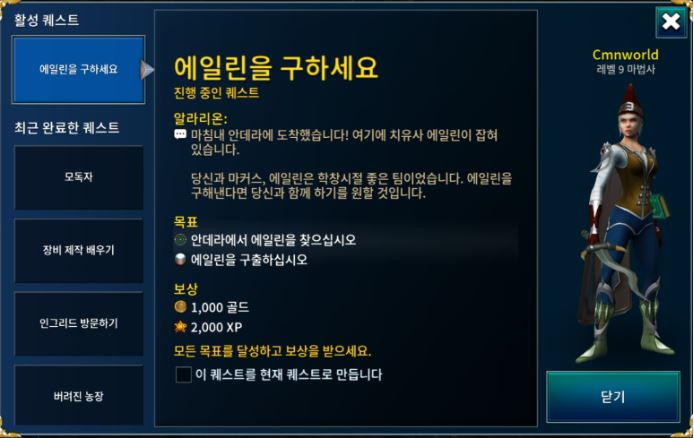 활성 퀘스트
에일린을 구하세요
최근 완료한 퀘스트
모독자
장비 제작 배우기
인그리드 방문하기
버려진 농장
에일린을 구하세요
진행 중인 퀘스트
알라리온:
마침내 안데라에 도착했습니다! 여기에 치유사 에일린이 잡혀
있습니다.
당신과 마커스, 에일린은 학창시절 좋은 팀이었습니다. 에일린을
구해낸다면 당신과 함께 하기를 원할 것입니다.
목표
안데라에서 에일린을 찾으십시오
에일린을 구출하십시오
보상
1,000 골드
2,000 XP
모든 목표를 달성하고 보상을 받으세요.
이 퀘스트를 현재 퀘스트로 만듭니다
Cmnworld
레벨 9 마법사
닫기